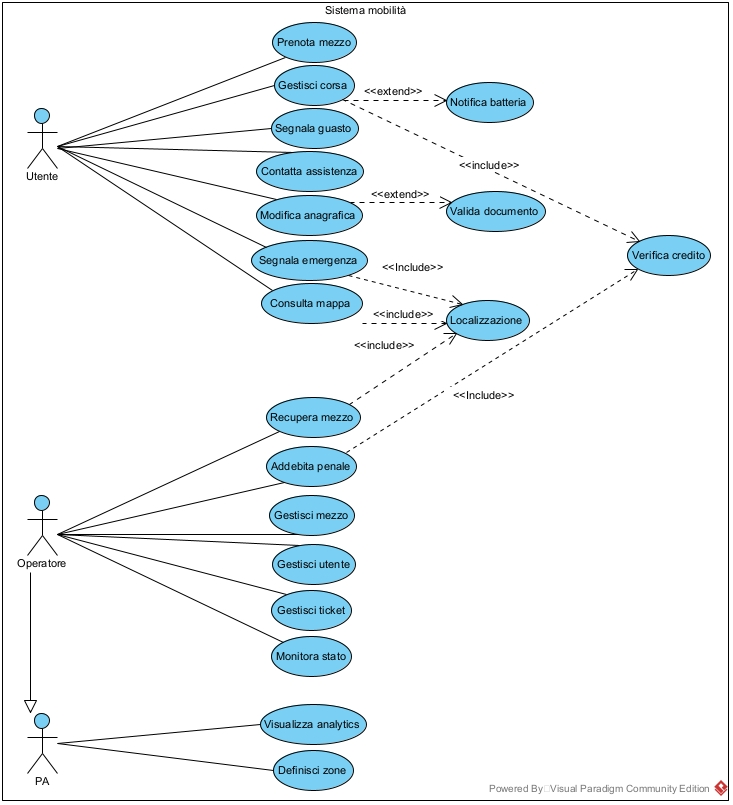 Sistema mobilità
Prenota mezzo
Gestisci corsa
<<extend>>
Notifica batteria
Segnala guasto
Contatta assistenza
<<include>>
Utente
Modifica anagrafica
<<extend>>
Valida documento
Segnala emergenza
<<Include>>
Verifica credito
Consulta mappa
<<include>>
Localizzazione
<<include>>
<<Include>>
Recupera mezzo
Addebita penale
Gestisci mezzo
Operatore
Gestisci utente
Gestisci ticket
Monitora stato
Visualizza analytics
Definisci zone
PA
Powered By Visual Paradigm Community Edition